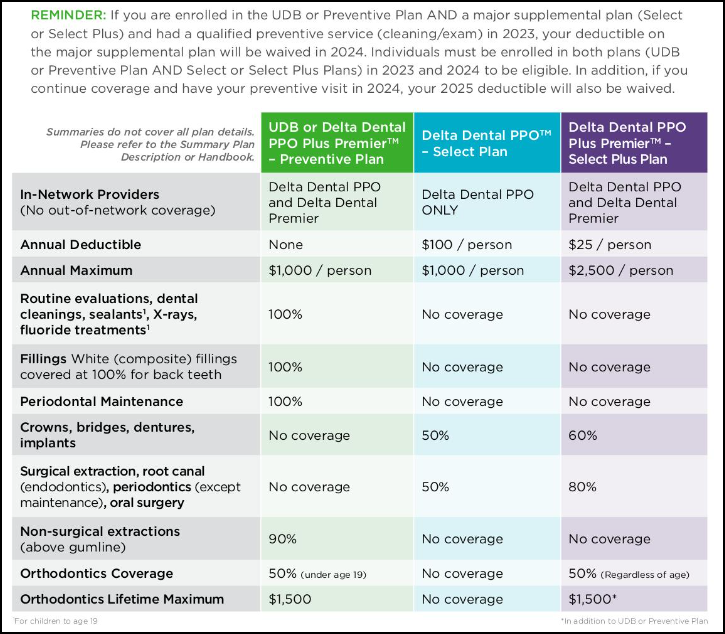 REMINDER: If you are enrolled in the UDB or Preventive Plan AND a major supplemental plan (Select
or Select Plus) and had a qualified preventive service (cleaning/exam) in 2023, your deductible on
the major supplemental plan will be waived in 2024. Individuals must be enrolled in both plans (UDB
or Preventive Plan AND Select or Select Plus Plans) in 2023 and 2024 to be eligible. In addition, if you
continue coverage and have your preventive visit in 2024, your 2025 deductible will also be waived.
Summaries do not cover all plan details.
Please refer to the Summary Plan
Description or Handbook.
UDB or Delta Dental
PPO Plus Premier™
– Preventive Plan
Delta Dental PPO™
– Select Plan
Delta Dental PPO
Plus Premier™ –
Select Plus Plan
In-Network Providers
(No out-of-network coverage)
Delta Dental PPO
and Delta Dental
Premier
Delta Dental PPO
ONLY
Delta Dental PPO
and Delta Dental
Premier
Annual Deductible
None
$100 / person
$25 / person
Annual Maximum
$1,000 / person
$1,000 / person
$2,500 / person
Routine evaluations, dental
cleanings, sealants¹, X-rays,
fluoride treatments¹
100%
No coverage
No coverage
Fillings White (composite) fillings
covered at 100% for back teeth
100%
No coverage
No coverage
Periodontal Maintenance
100%
No coverage
No coverage
Crowns, bridges, dentures,
implants
No coverage
50%
60%
Surgical extraction, root canal
(endodontics), periodontics (except
maintenance), oral surgery
No coverage
50%
80%
Non-surgical extractions
(above gumline)
90%
No coverage
No coverage
Orthodontics Coverage
50% (under age 19)
No coverage
50% (Regardless of age)
Orthodontics Lifetime Maximum
$1,500
No coverage
$1,500*
¹For children to age 19
*In addition to UDB or Preventive Plan